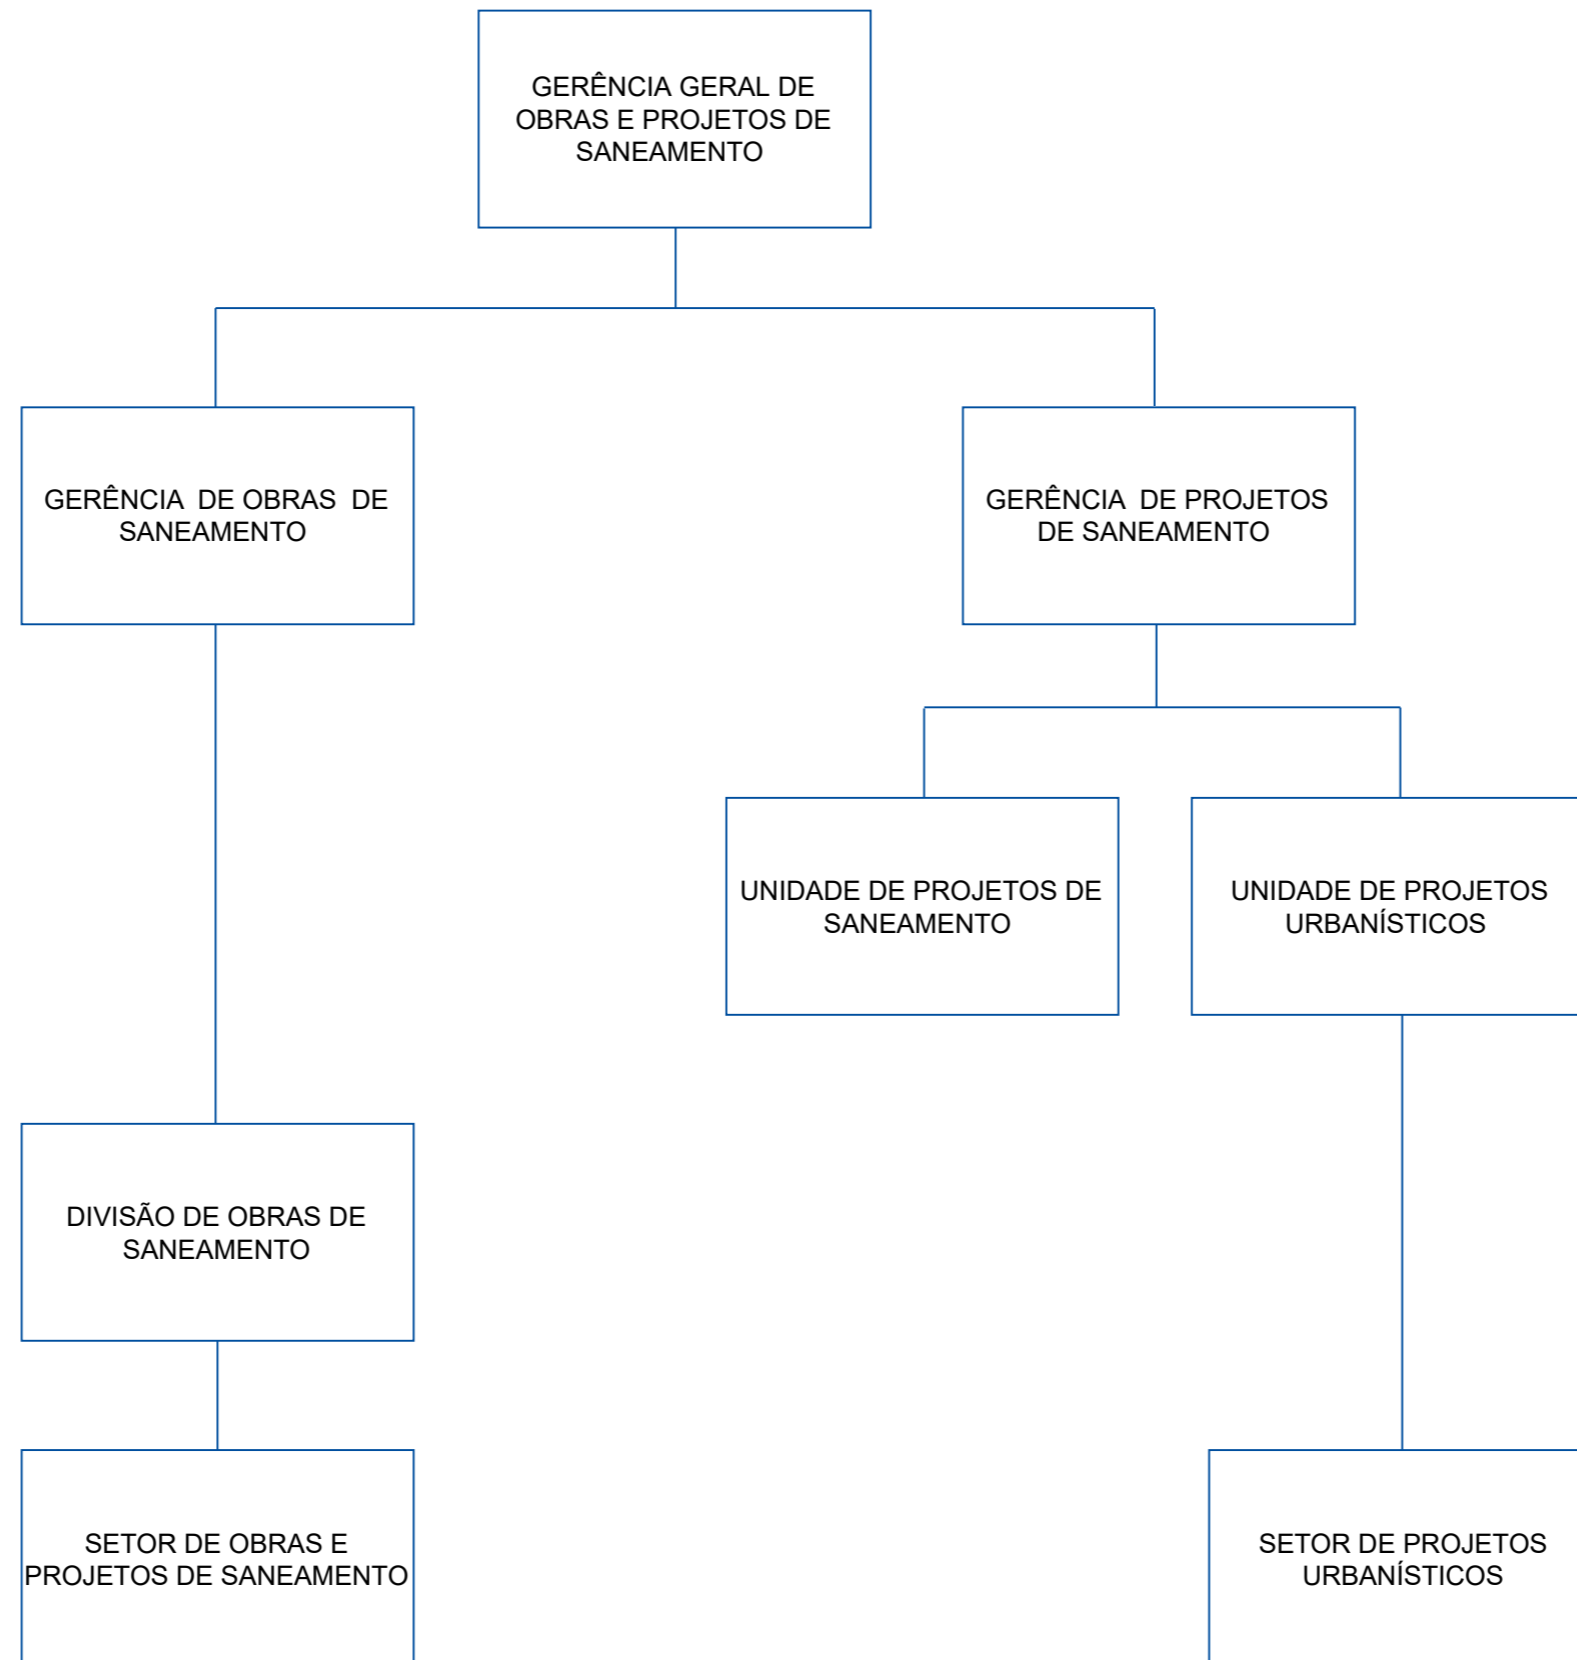 GERÊNCIA GERAL DE
OBRAS E PROJETOS DE
SANEAMENTO
GERÊNCIA  DE OBRAS  DE
SANEAMENTO
GERÊNCIA  DE PROJETOS
DE SANEAMENTO
UNIDADE DE PROJETOS DE
SANEAMENTO
UNIDADE DE PROJETOS
URBANÍSTICOS
DIVISÃO DE OBRAS DE
SANEAMENTO
SETOR DE OBRAS E
PROJETOS DE SANEAMENTO
SETOR DE PROJETOS
URBANÍSTICOS